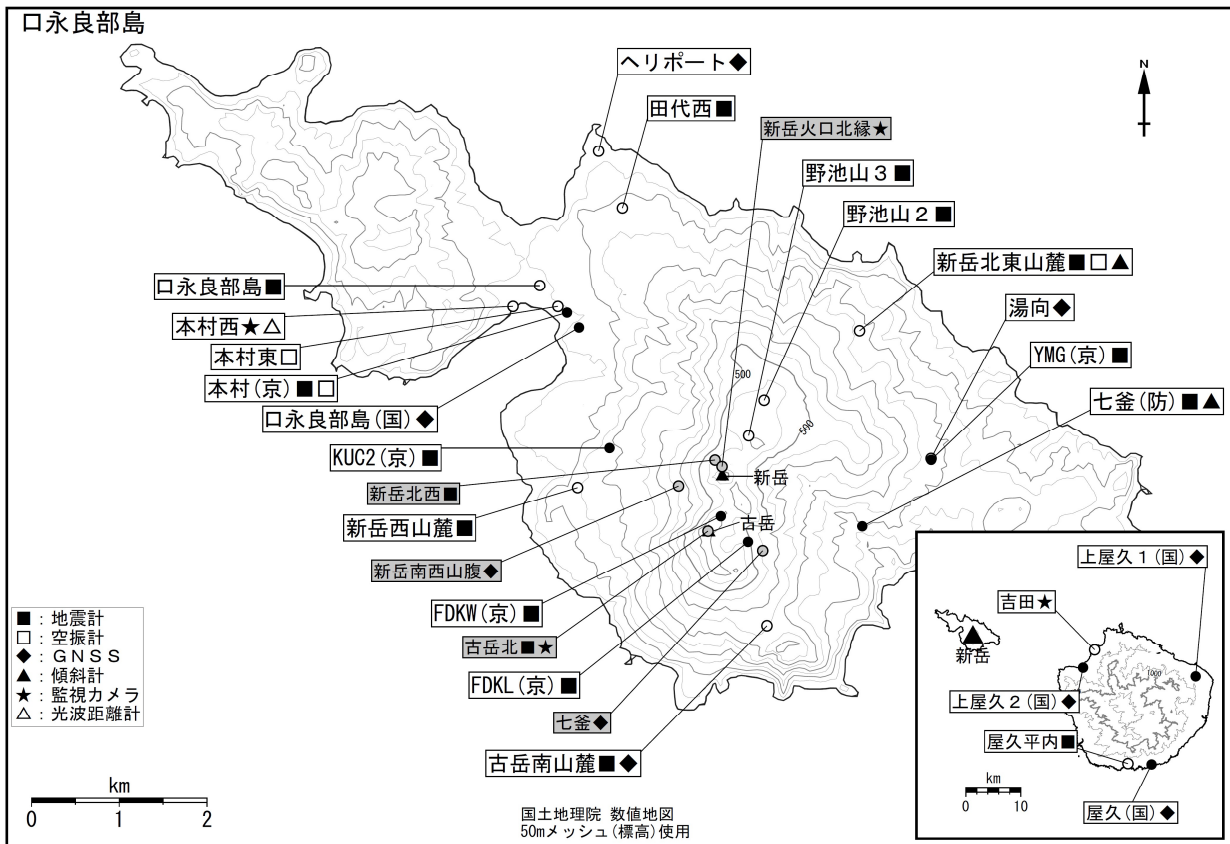 口永良部島
ヘリポート◆
田代西■
新岳火口北縁★
野池山3■
野池山2■
新岳北東山麓■□▲
湯向◆
YMG(京)■
七釜(防)■▲
口永良部島■
本村西★△
本村東□
本村(京)■□
口永良部島(国)◆
KUC2(京)■
新岳北西■
新岳西山麓■
新岳南西山腹◆
FDKW(京)■
古岳北■★
FDKL(京)■
七釜◆
古岳南山麓■◆
N
500
500
新岳
古岳
■：地震計
□：空振計
◆：GNSS
▲：傾斜計
★：監視カメラ
△：光波距離計
km
0 1 2
国土地理院 数値地図
50mメッシュ(標高)使用
上屋久1(国)◆
吉田★
新岳
1000
上屋久2(国)◆
屋久平内■
屋久(国)◆
km
0 10